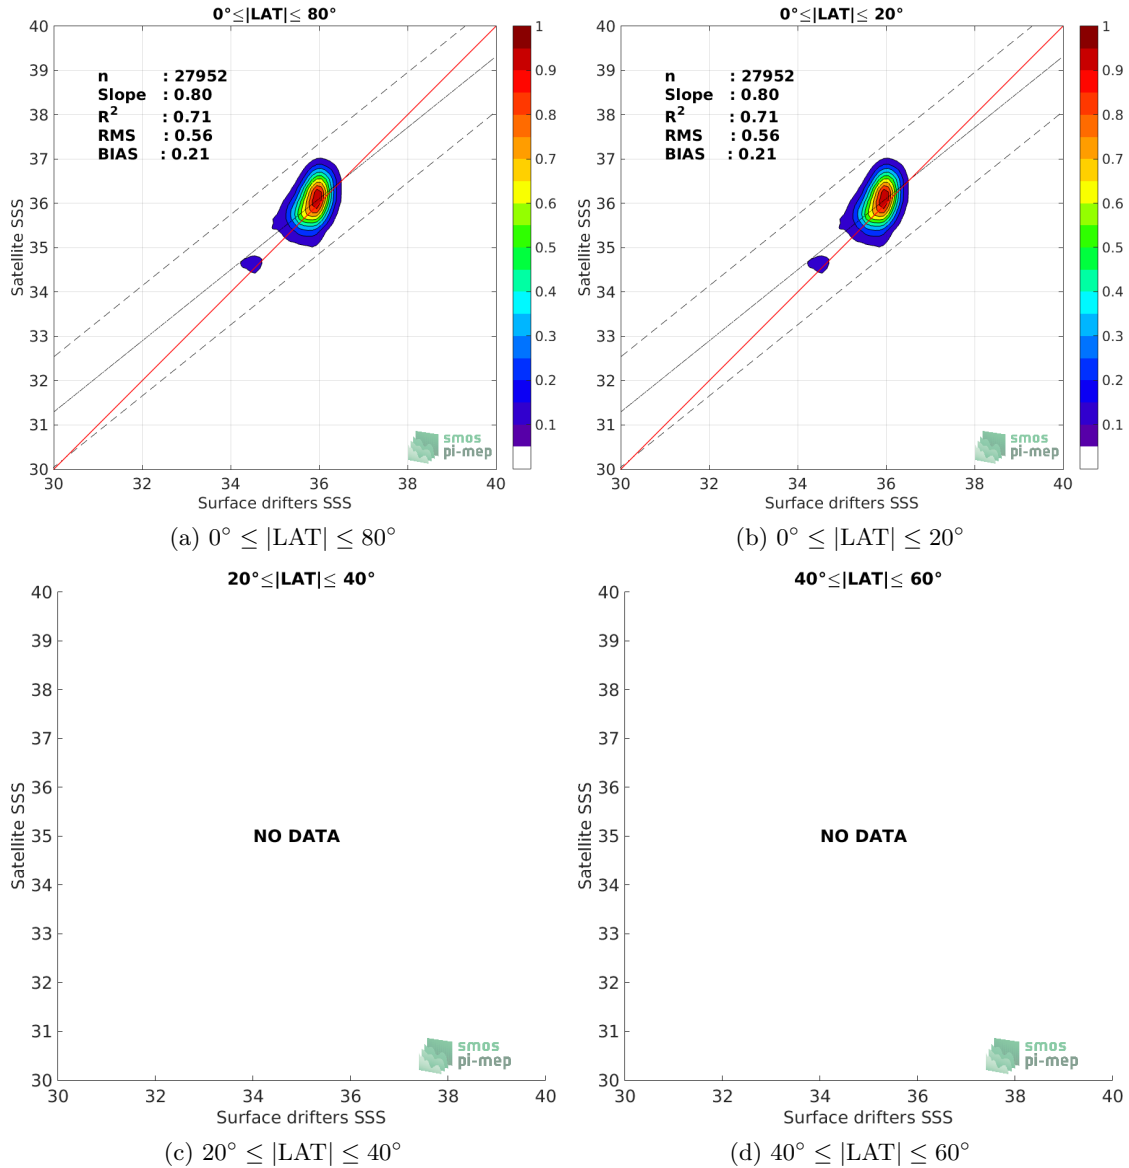 0°≤|LAT|≤ 80°
40
39
38
37
36
35
34
33
32
31
30
30
32
34
36
38
40
Satellite SSS
Surface drifters SSS
n : 27952
Slope : 0.80
R² : 0.71
RMS : 0.56
BIAS : 0.21
1
0.9
0.8
0.7
0.6
0.5
0.4
0.3
0.2
0.1
smos
pi-mep
(a) 0° ≤ |LAT| ≤ 80°
0°≤|LAT|≤ 20°
40
39
38
37
36
35
34
33
32
31
30
30
32
34
36
38
40
Satellite SSS
Surface drifters SSS
n : 27952
Slope : 0.80
R² : 0.71
RMS : 0.56
BIAS : 0.21
1
0.9
0.8
0.7
0.6
0.5
0.4
0.3
0.2
0.1
smos
pi-mep
(b) 0° ≤ |LAT| ≤ 20°
20°≤|LAT|≤ 40°
40
39
38
37
36
35
34
33
32
31
30
30
32
34
36
38
40
Satellite SSS
Surface drifters SSS
NO DATA
smos
pi-mep
(c) 20° ≤ |LAT| ≤ 40°
40°≤|LAT|≤ 60°
40
39
38
37
36
35
34
33
32
31
30
30
32
34
36
38
40
Satellite SSS
Surface drifters SSS
NO DATA
smos
pi-mep
(d) 40° ≤ |LAT| ≤ 60°